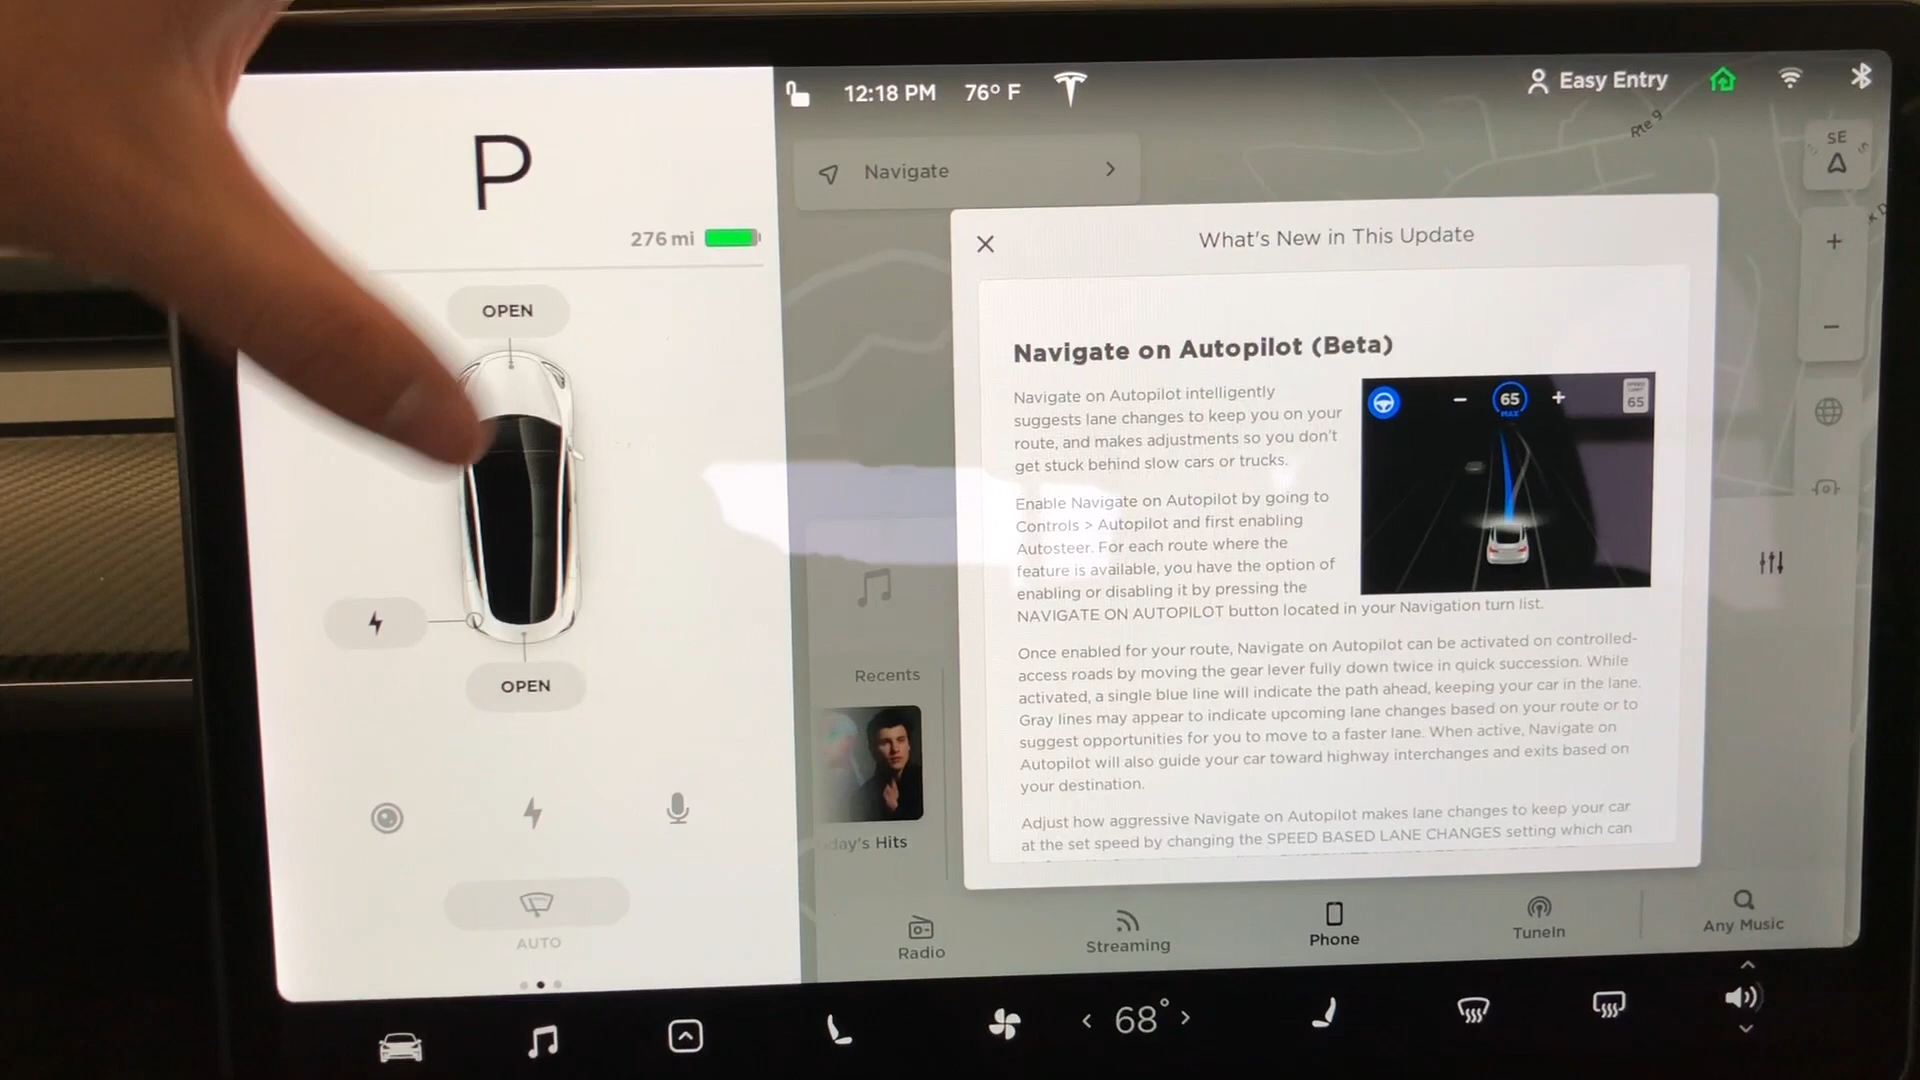 P
276 mi
OPEN
OPEN
AUTO
12:18 PM 76° F
Easy Entry
Navigate
Rte 9
SE
What's New in This Update
Navigate on Autopilot (Beta)
Navigate on Autopilot intelligently
suggests lane changes to keep you on your
route, and makes adjustments so you don't
get stuck behind slow cars or trucks.
Enable Navigate on Autopilot by going to
Controls > Autopilot and first enabling
Autosteer. For each route where the
feature is available, you have the option of
enabling or disabling it by pressing the
NAVIGATE ON AUTOPILOT button located in your Navigation turn list.
65
MAX
SPEED
LIMIT
65
Once enabled for your route, Navigate on Autopilot can be activated on controlled-
access roads by moving the gear lever fully down twice in quick succession. While
activated, a single blue line will indicate the path ahead, keeping your car in the lane.
Gray lines may appear to indicate upcoming lane changes based on your route or to
suggest opportunities for you to move to a faster lane. When active, Navigate on
Autopilot will also guide your car toward highway interchanges and exits based on
your destination.
Adjust how aggressive Navigate on Autopilot makes lane changes to keep your car
at the set speed by changing the SPEED BASED LANE CHANGES setting which can
Recents
day's Hits
Radio
Streaming
Phone
TuneIn
Any Music
68°